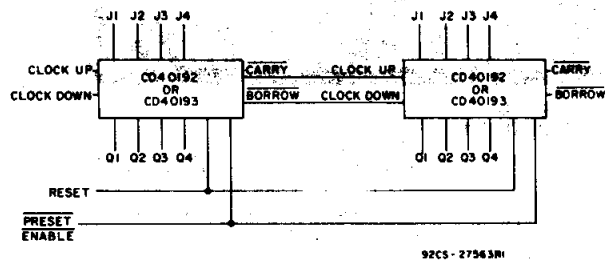 J1 J2 J3 J4 J1 J2 J3 J4
CLOCK UP CD40192 CARRY CLOCK UP CD40192 CARRY
OR OR
CLOCK DOWN CD40193 BORROW CLOCK DOWN CD40193 BORROW
Q1 Q2 Q3 Q4 Q1 Q2 Q3 Q4
RESET
PRESET
ENABLE
92CS-27563R1